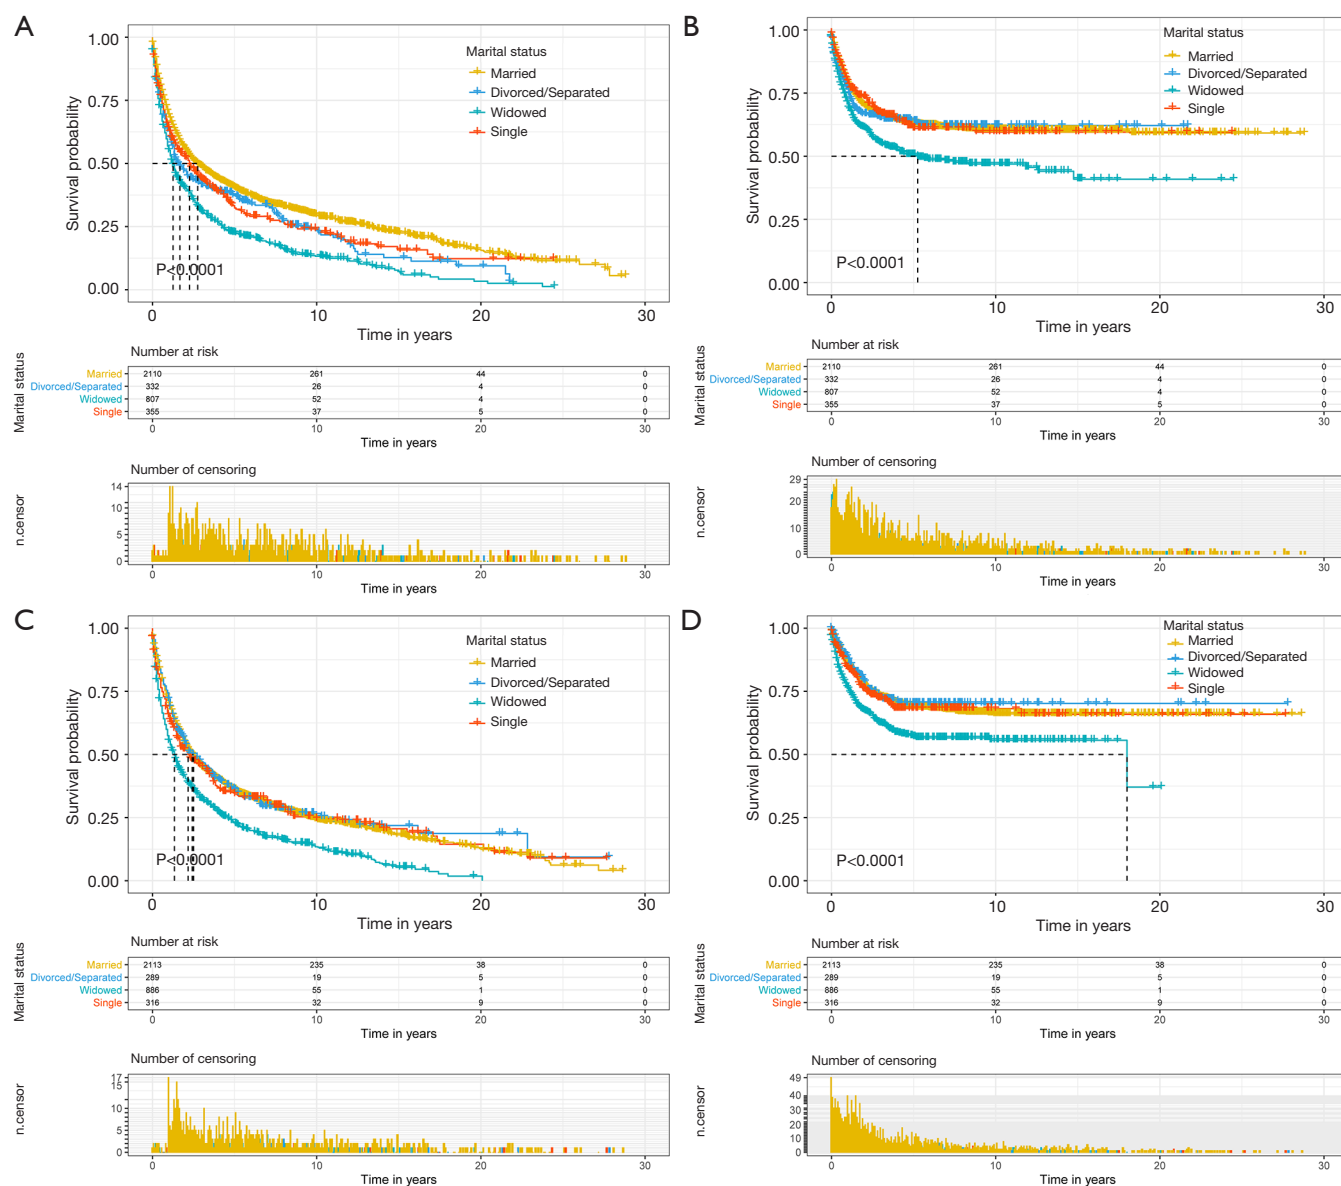 A
1.00
0.75
0.50
0.25
0.00
Survival probability
Marital status
Married
Divorced/Separated
Widowed
Single
P<0.0001
0 10 20 30
Time in years
Number at risk
Marital status
Married 2110 261 44 0
Divorced/Separated 332 26 4 0
Widowed 807 52 4 0
Single 355 37 5 0
0 10 20 30
Time in years
Number of censoring
n.censor
14
10
5
0
0 10 20 30
Time in years
B
1.00
0.75
0.50
0.25
0.00
Survival probability
Marital status
Married
Divorced/Separated
Widowed
Single
P<0.0001
0 10 20 30
Time in years
Number at risk
Marital status
Married 2110 261 44 0
Divorced/Separated 332 26 4 0
Widowed 807 52 4 0
Single 355 37 5 0
0 10 20 30
Time in years
Number of censoring
n.censor
29
20
10
0
0 10 20 30
Time in years
C
1.00
0.75
0.50
0.25
0.00
Survival probability
Marital status
Married
Divorced/Separated
Widowed
Single
P<0.0001
0 10 20 30
Time in years
Number at risk
Marital status
Married 2113 235 38 0
Divorced/Separated 289 19 5 0
Widowed 886 55 1 0
Single 316 32 9 0
0 10 20 30
Time in years
Number of censoring
n.censor
17
15
10
5
0
0 10 20 30
Time in years
D
1.00
0.75
0.50
0.25
0.00
Survival probability
Marital status
Married
Divorced/Separated
Widowed
Single
P<0.0001
0 10 20 30
Time in years
Number at risk
Marital status
Married 2113 235 38 0
Divorced/Separated 289 19 5 0
Widowed 886 55 1 0
Single 316 32 9 0
0 10 20 30
Time in years
Number of censoring
n.censor
49
40
30
20
10
0
0 10 20 30
Time in years